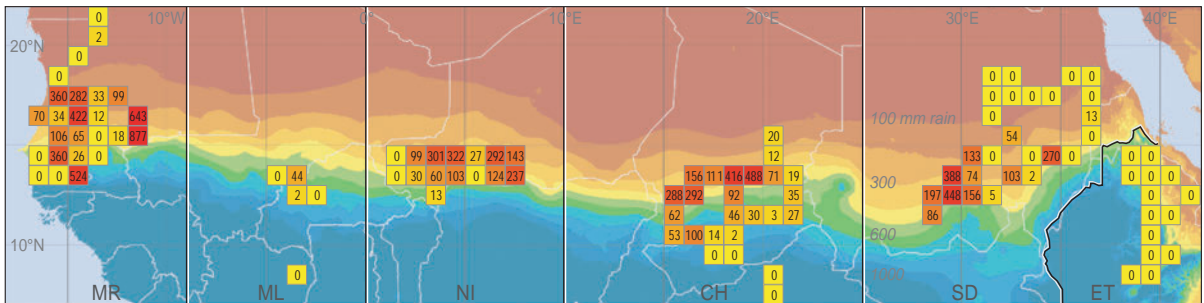 10°W 0° 10°E 20°E 30°E 40°E
0
2
20°N 0
0 0 0 0 0
360 282 33 99 0 0 0 0 0
70 34 422 12 643 100 mm rain 13
106 65 0 18 877 20 54 0
0 360 26 0 0 99 301 322 27 292 143 12 133 0 0 270 0 0 0
0 0 524 0 44 0 30 60 103 0 124 237 156 111 416 488 71 19 300 388 74 103 2 0 0
2 0 13 288 292 92 35 197 448 156 5 0 0 0
62 46 30 3 27 86 0 0
10°N 53 100 14 2 600 0
0 0 0 0
0 0 1000 0 0
MR ML NI CH 0 SD ET